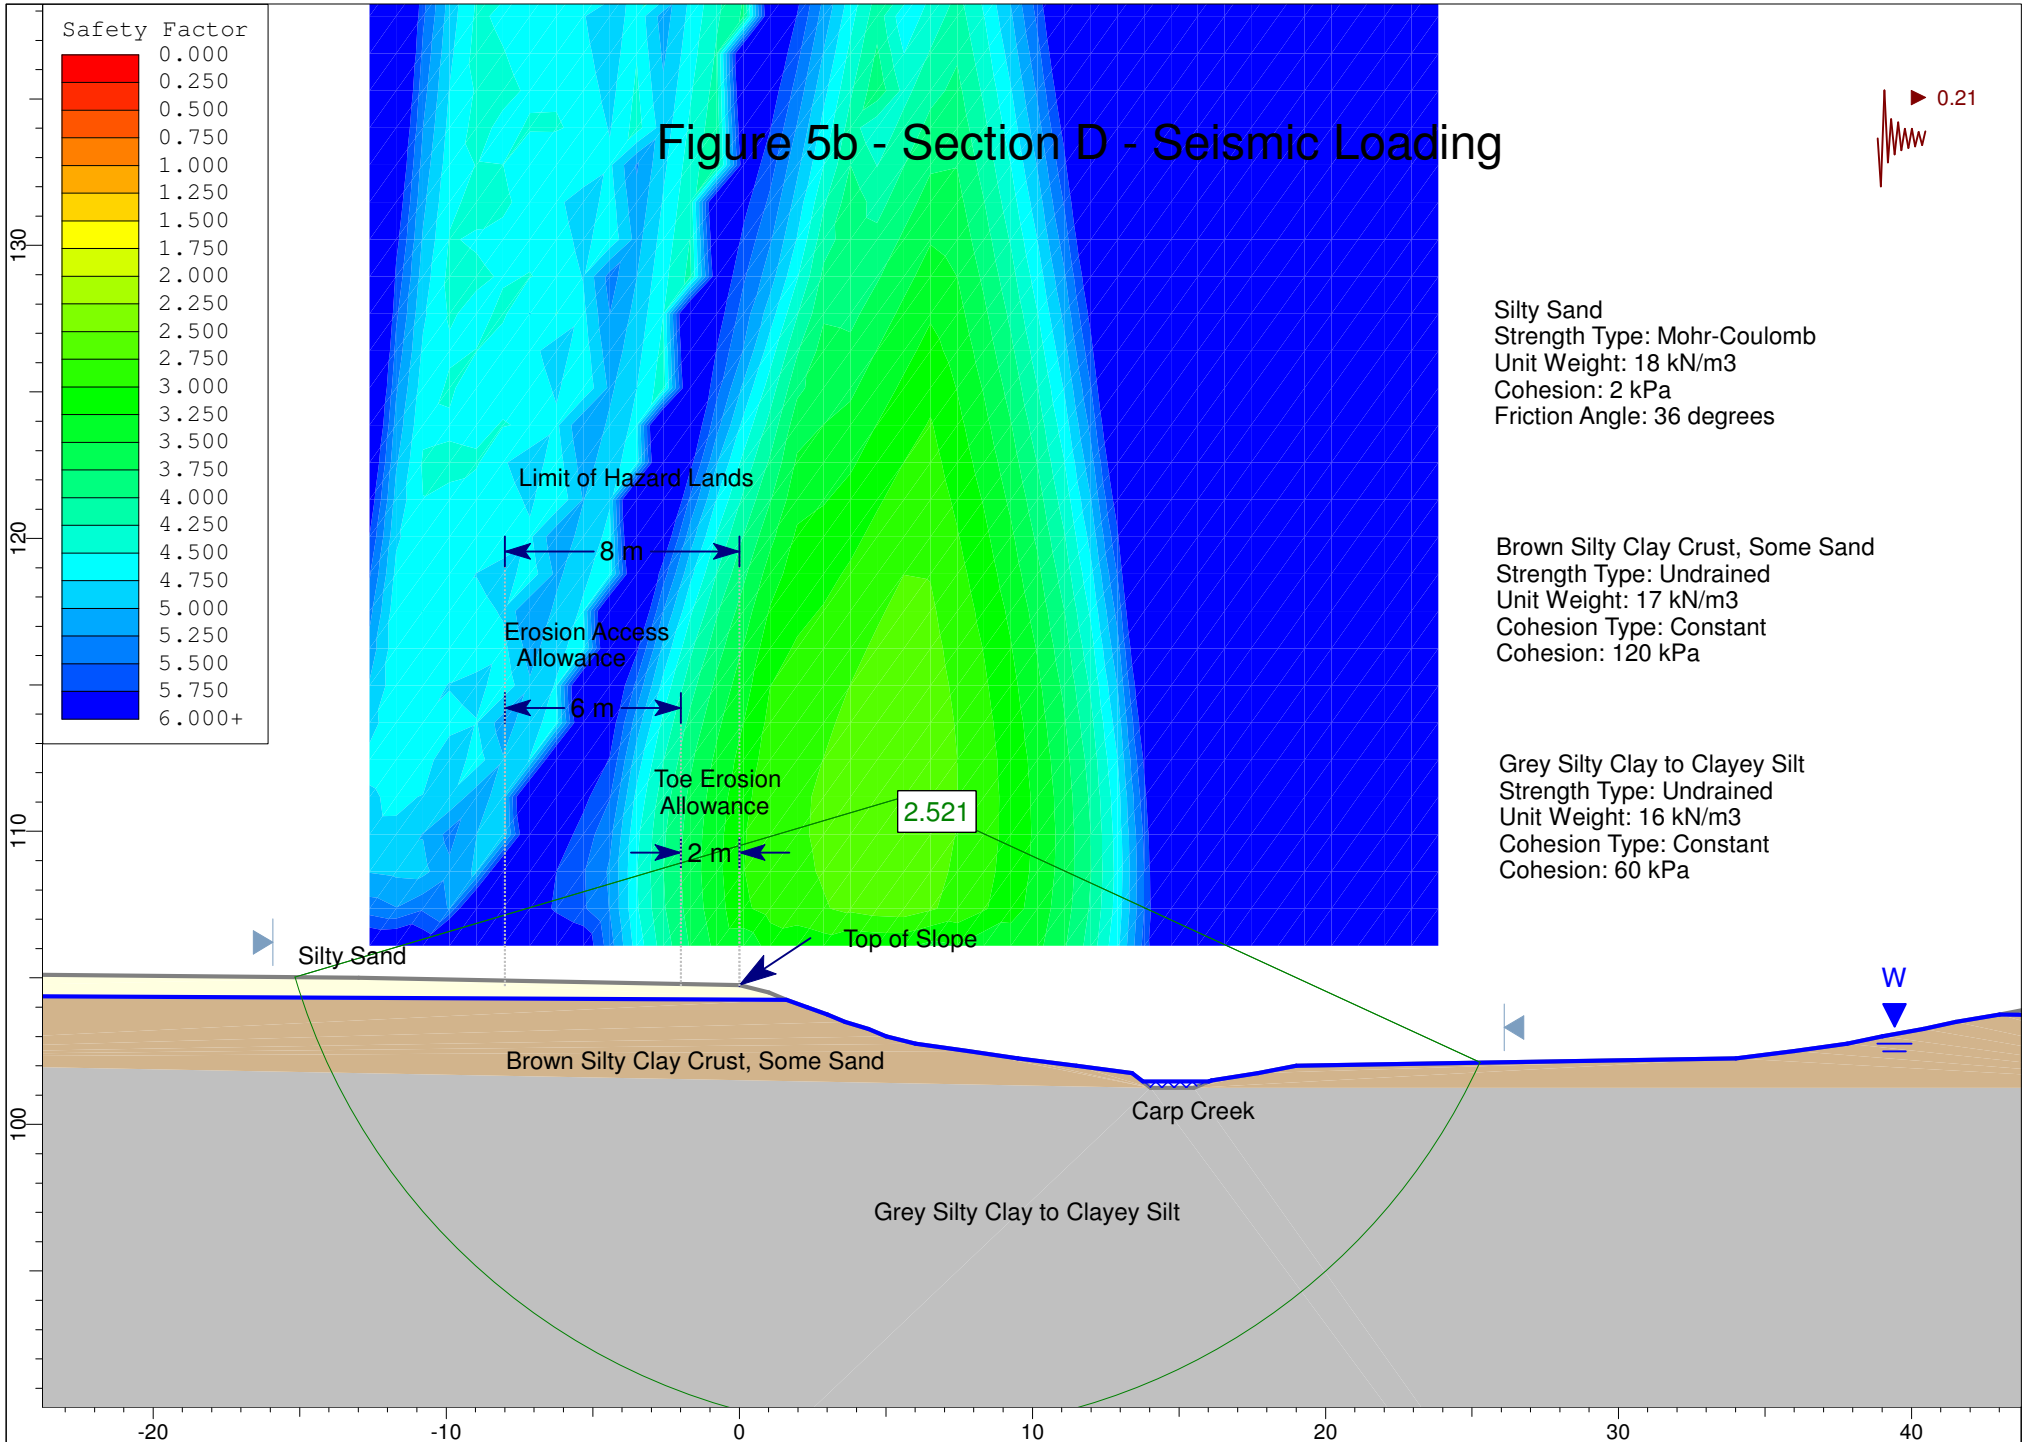 Safety Factor
0.000
0.250
0.500
0.750
1.000
1.250
1.500
1.750
2.000
2.250
2.500
2.750
3.000
3.250
3.500
3.750
4.000
4.250
4.500
4.750
5.000
5.250
5.500
5.750
6.000+
Figure 5b - Section D - Seismic Loading
0.21
Silty Sand
Strength Type: Mohr-Coulomb
Unit Weight: 18 kN/m3
Cohesion: 2 kPa
Friction Angle: 36 degrees
Brown Silty Clay Crust, Some Sand
Strength Type: Undrained
Unit Weight: 17 kN/m3
Cohesion Type: Constant
Cohesion: 120 kPa
Grey Silty Clay to Clayey Silt
Strength Type: Undrained
Unit Weight: 16 kN/m3
Cohesion Type: Constant
Cohesion: 60 kPa
Limit of Hazard Lands
8 m
Erosion Access
Allowance
6 m
Toe Erosion
Allowance
2 m
2.521
Top of Slope
Silty Sand
W
Brown Silty Clay Crust, Some Sand
Carp Creek
Grey Silty Clay to Clayey Silt
130
120
110
100
-20
-10
0
10
20
30
40